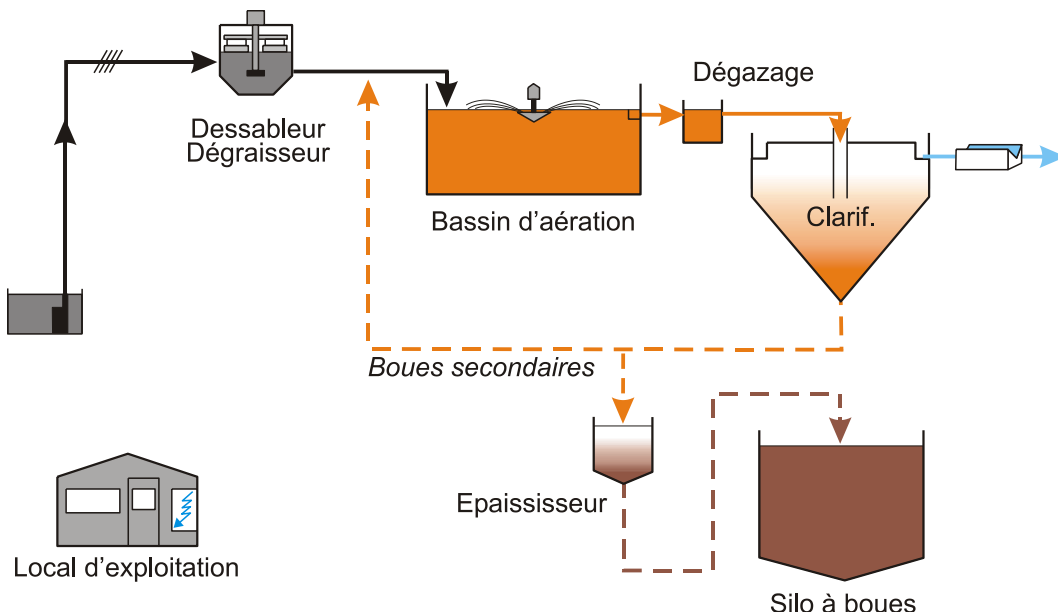 Dégazage
Dessableur
Dégraisseur
Bassin d'aération
Clarif.
Boues secondaires
Epaississeur
Local d'exploitation
Silo à boues